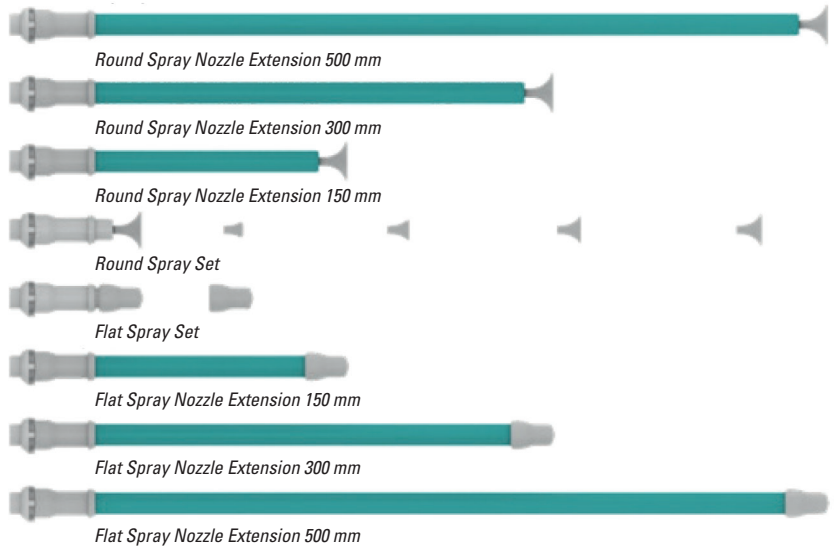 Round Spray Nozzle Extension 500 mm
Round Spray Nozzle Extension 300 mm
Round Spray Nozzle Extension 150 mm
Round Spray Set
Flat Spray Set
Flat Spray Nozzle Extension 150 mm
Flat Spray Nozzle Extension 300 mm
Flat Spray Nozzle Extension 500 mm